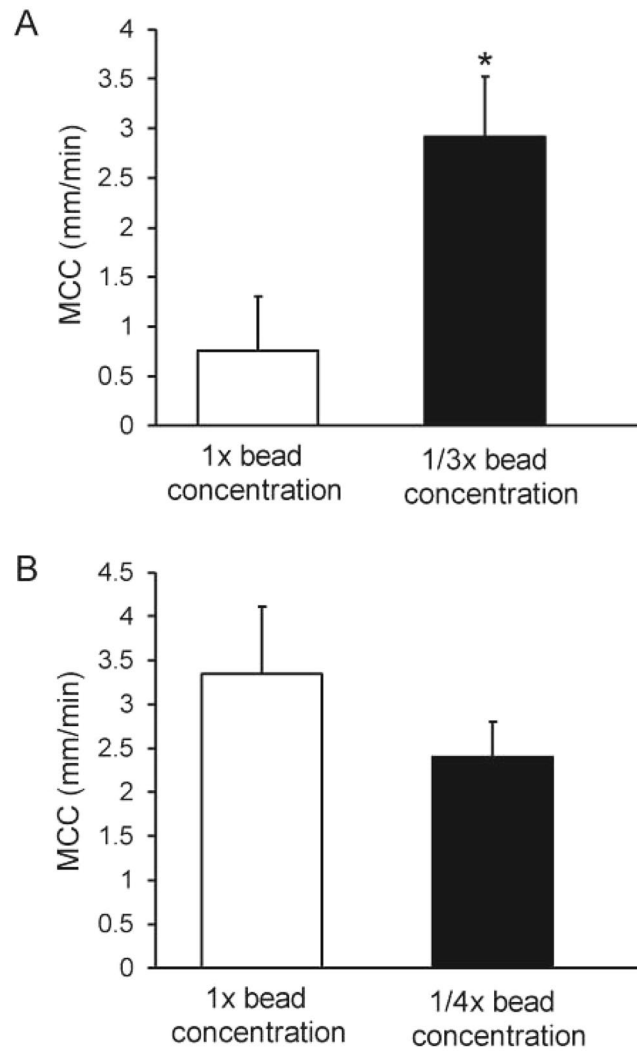 A
MCC (mm/min)
4
3.5
3
2.5
2
1.5
1
0.5
0
*
1x bead
concentration
1/3x bead
concentration
B
MCC (mm/min)
4.5
4
3.5
3
2.5
2
1.5
1
0.5
0
1x bead
concentration
1/4x bead
concentration